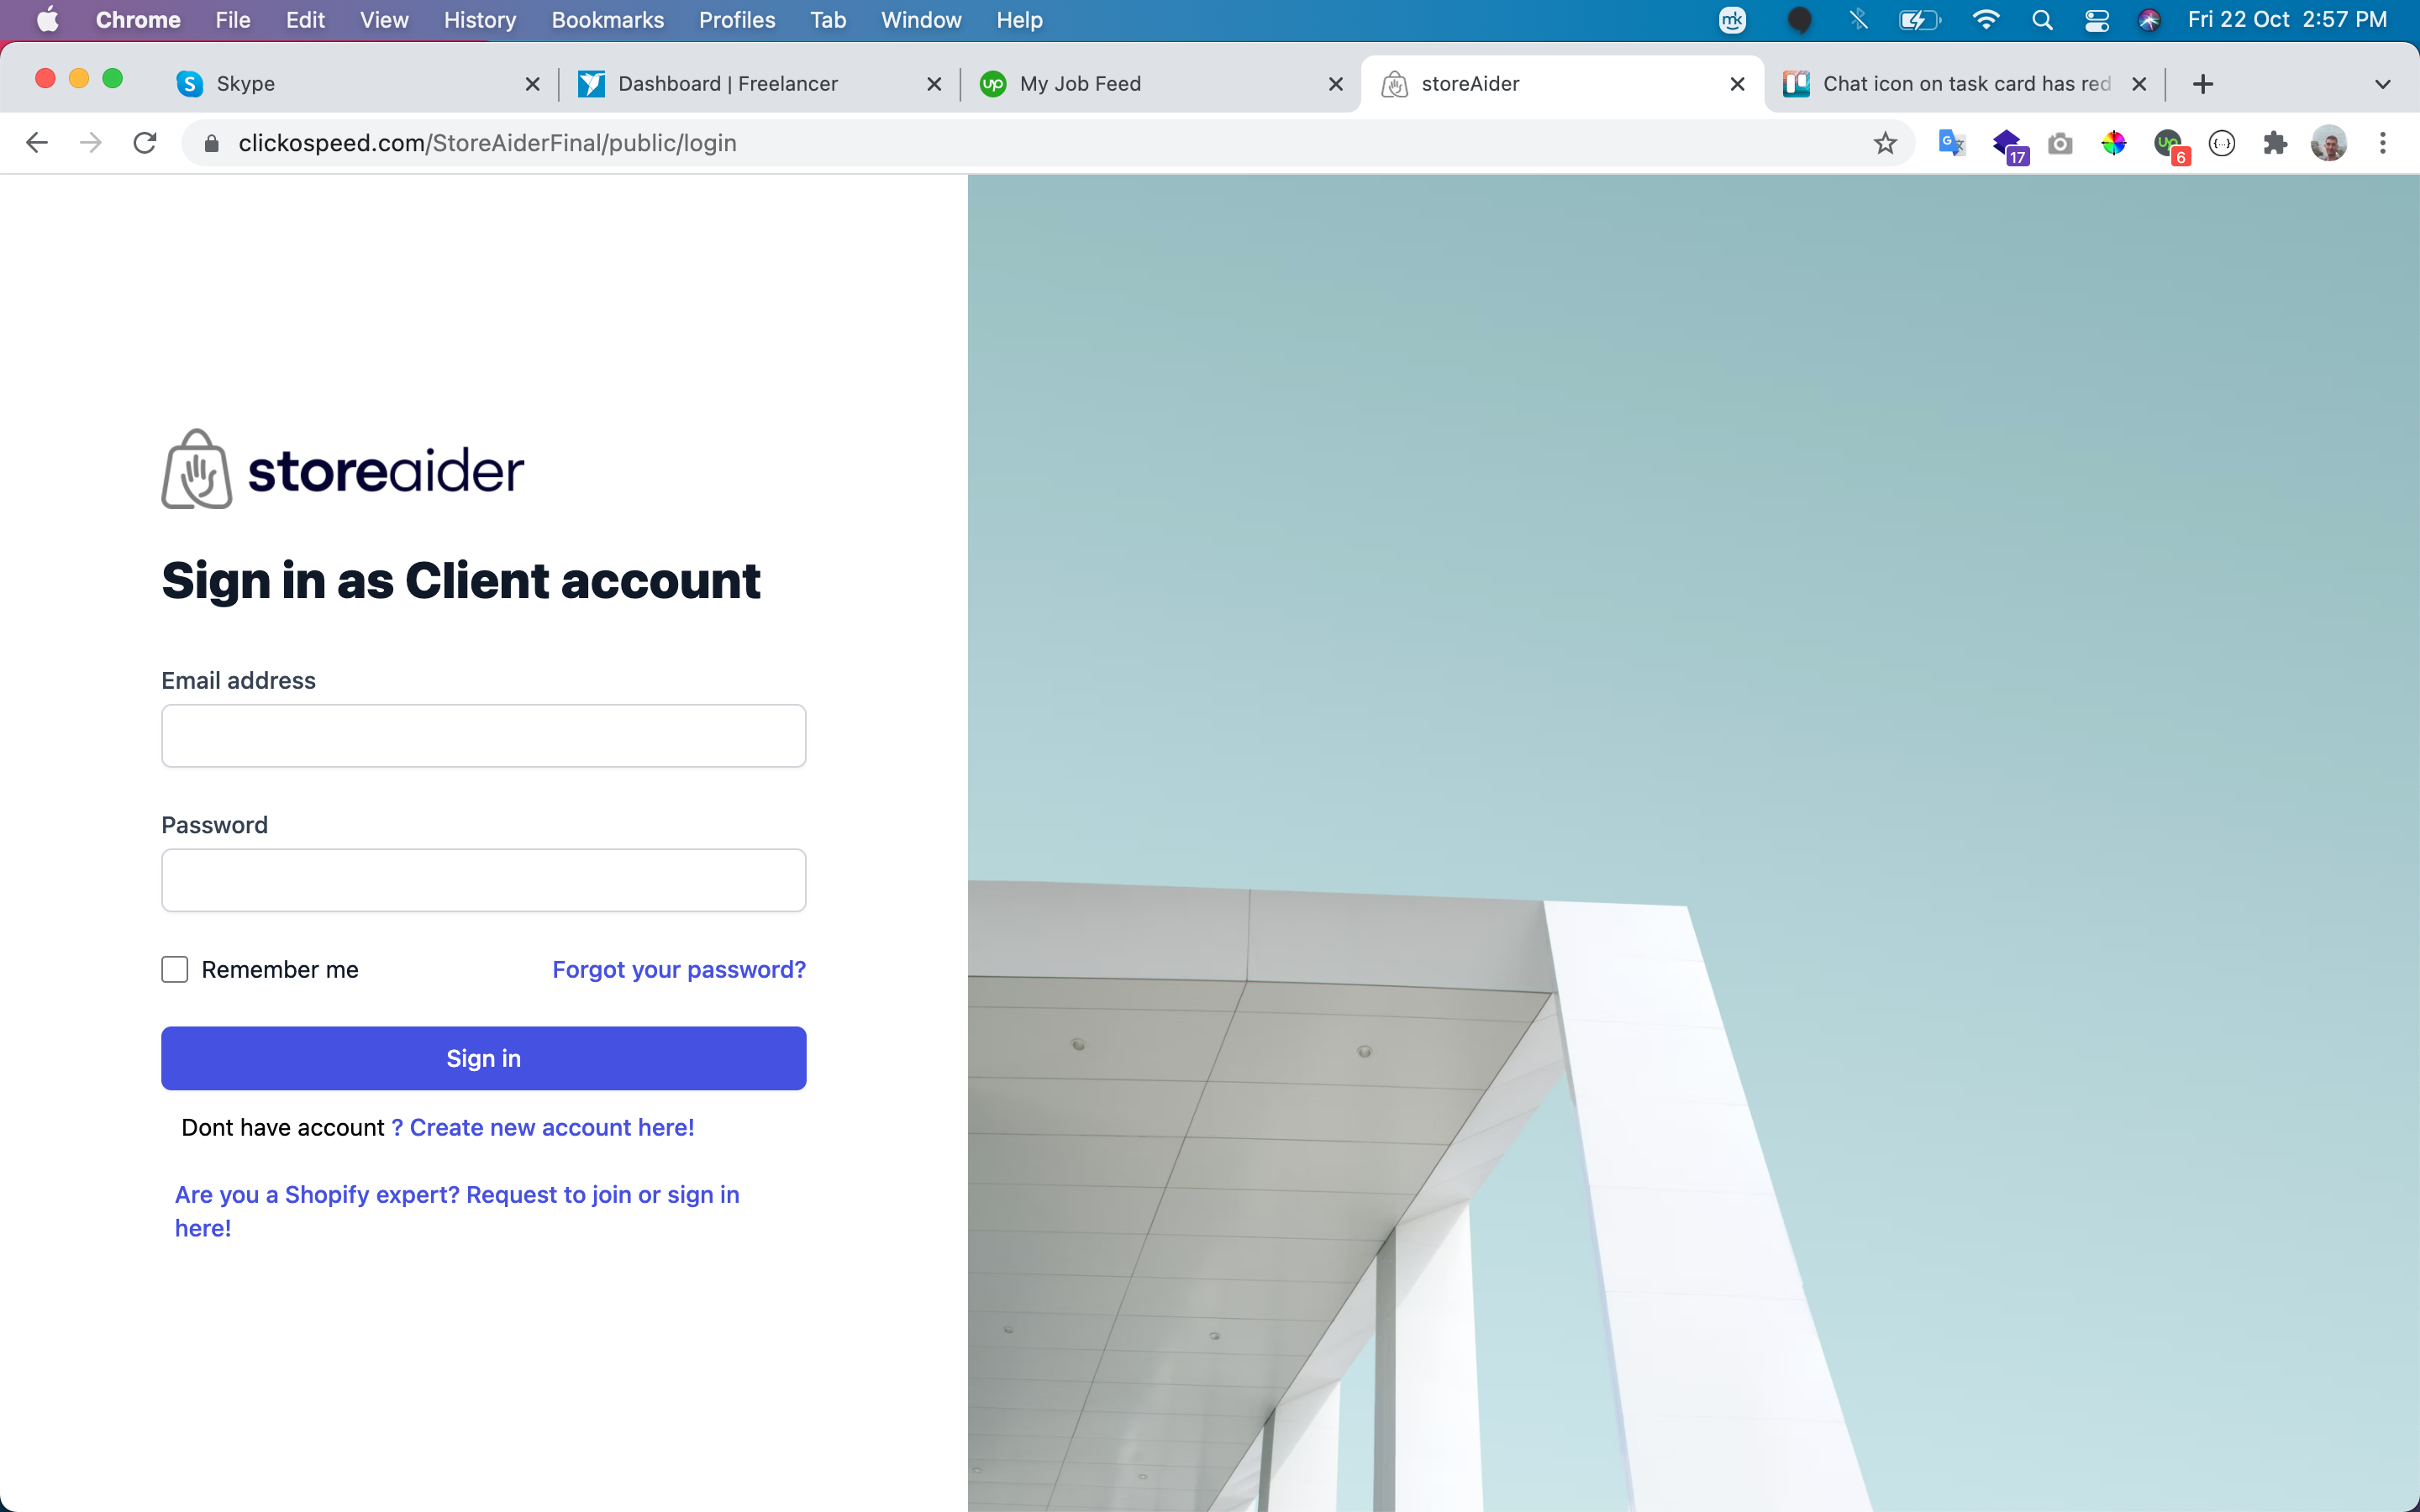 Chrome File Edit View History Bookmarks Profiles Tab Window Help mk Fri 22 Oct 2:57 PM
S Skype Dashboard | Freelancer up My Job Feed storeAider Chat icon on task card has red
clickospeed.com/StoreAiderFinal/public/login G 17 up 6 {...}
storeaider
Sign in as Client account
Email address
Password
Remember me Forgot your password?
Sign in
Dont have account ? Create new account here!
Are you a Shopify expert? Request to join or sign in
here!